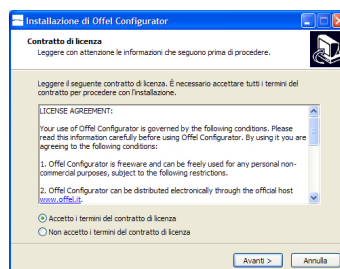 Installazione di Offel Configurator
Contratto di licenza
Leggere con attenzione le informazioni che seguono prima di procedere.
Leggere il seguente contratto di licenza. È necessario accettare tutti i termini del
contratto per procedere con l'installazione.
LICENSE AGREEMENT:
Your use of Offel Configurator is governed by the following conditions. Please
read this information carefully before using Offel Configurator. By using it you are
agreeing to the following conditions:
1. Offel Configurator is freeware and can be freely used for any personal non-
commercial purposes, subject to the following restrictions.
2. Offel Configurator can be distributed electronically through the official host
www.offel.it.
Accetto i termini del contratto di licenza
Non accetto i termini del contratto di licenza
Avanti >
Annulla